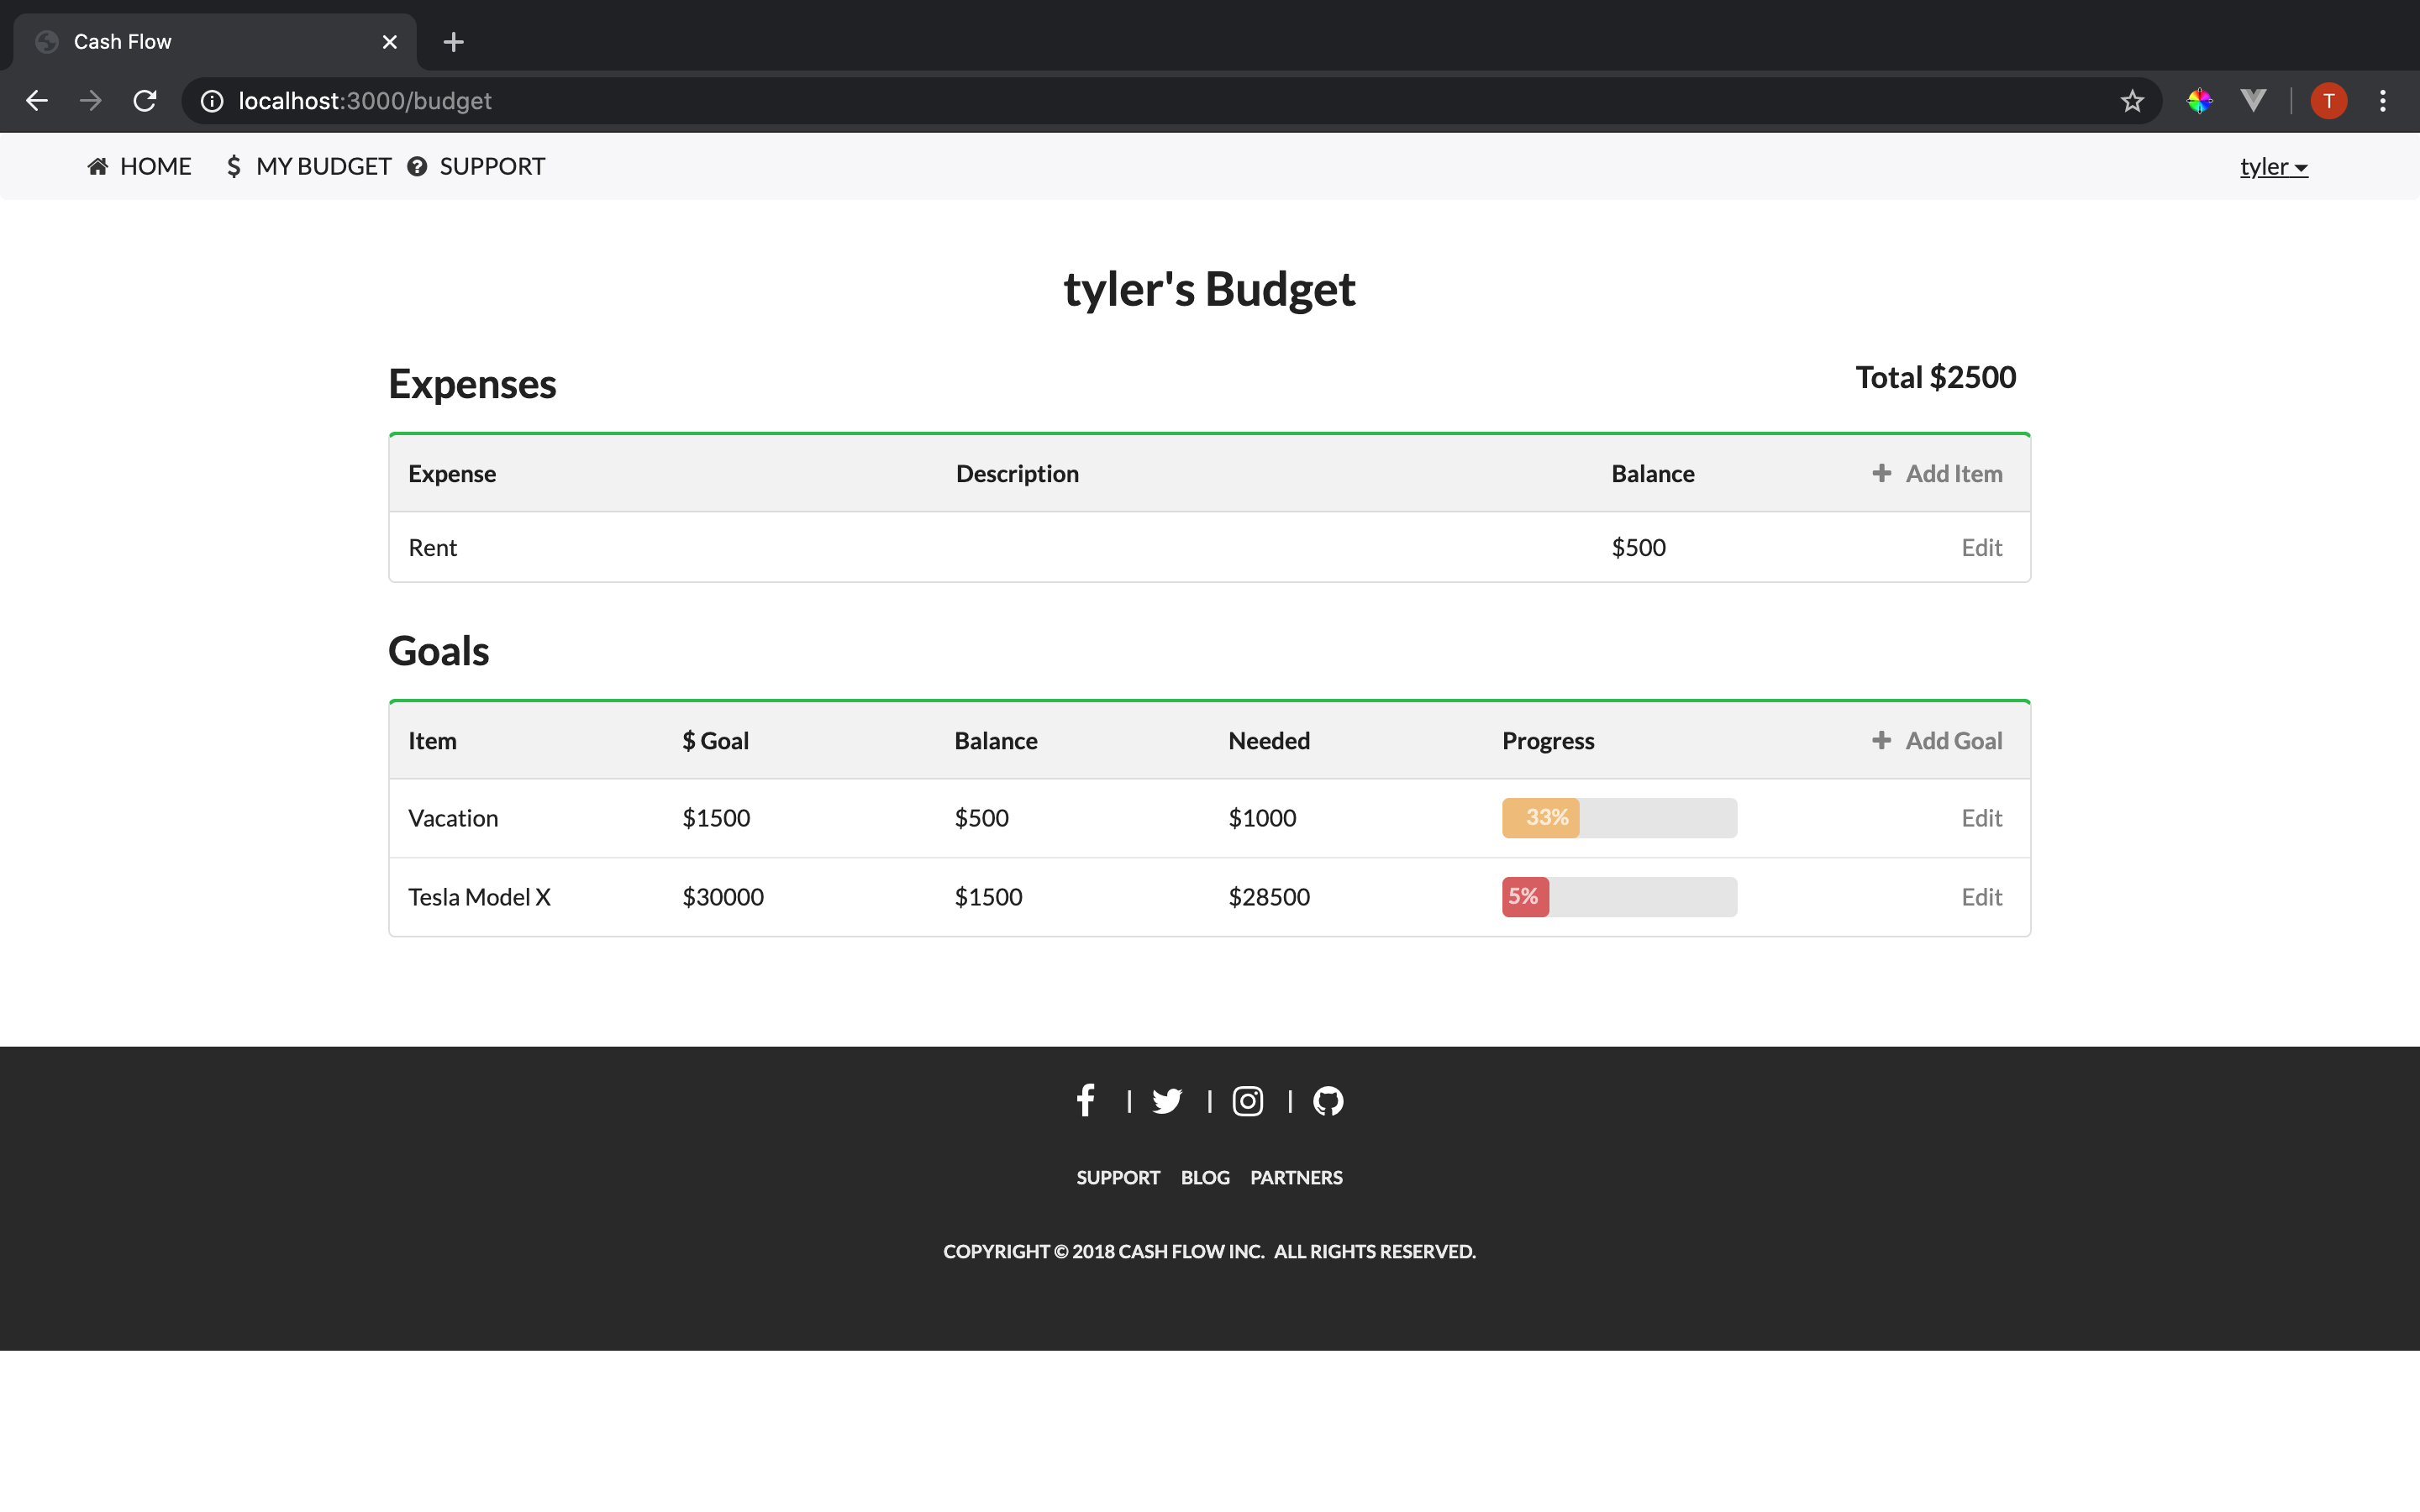 Cash Flow
localhost:3000/budget
T
HOME $ MY BUDGET ? SUPPORT tyler
tyler's Budget
Expenses Total $2500
Expense Description Balance + Add Item
Rent $500 Edit
Goals
Item $ Goal Balance Needed Progress + Add Goal
Vacation $1500 $500 $1000 33% Edit
Tesla Model X $30000 $1500 $28500 5% Edit
| | |
SUPPORT BLOG PARTNERS
COPYRIGHT © 2018 CASH FLOW INC. ALL RIGHTS RESERVED.